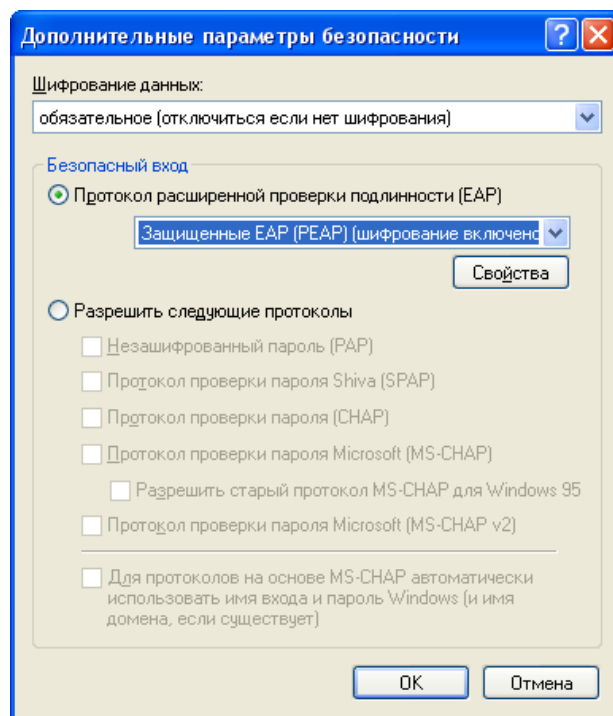 Дополнительные параметры безопасности
Шифрование данных:
обязательное (отключиться если нет шифрования)
Безопасный вход
Протокол расширенной проверки подлинности (EAP)
Защищенные EAP (PEAP) (шифрование включено
Свойства
Разрешить следующие протоколы
Незашифрованный пароль (PAP)
Протокол проверки пароля Shiva (SPAP)
Протокол проверки пароля (CHAP)
Протокол проверки пароля Microsoft (MS-CHAP)
Разрешить старый протокол MS-CHAP для Windows 95
Протокол проверки пароля Microsoft (MS-CHAP v2)
Для протоколов на основе MS-CHAP автоматически
использовать имя входа и пароль Windows (и имя
домена, если существует)
OK Отмена